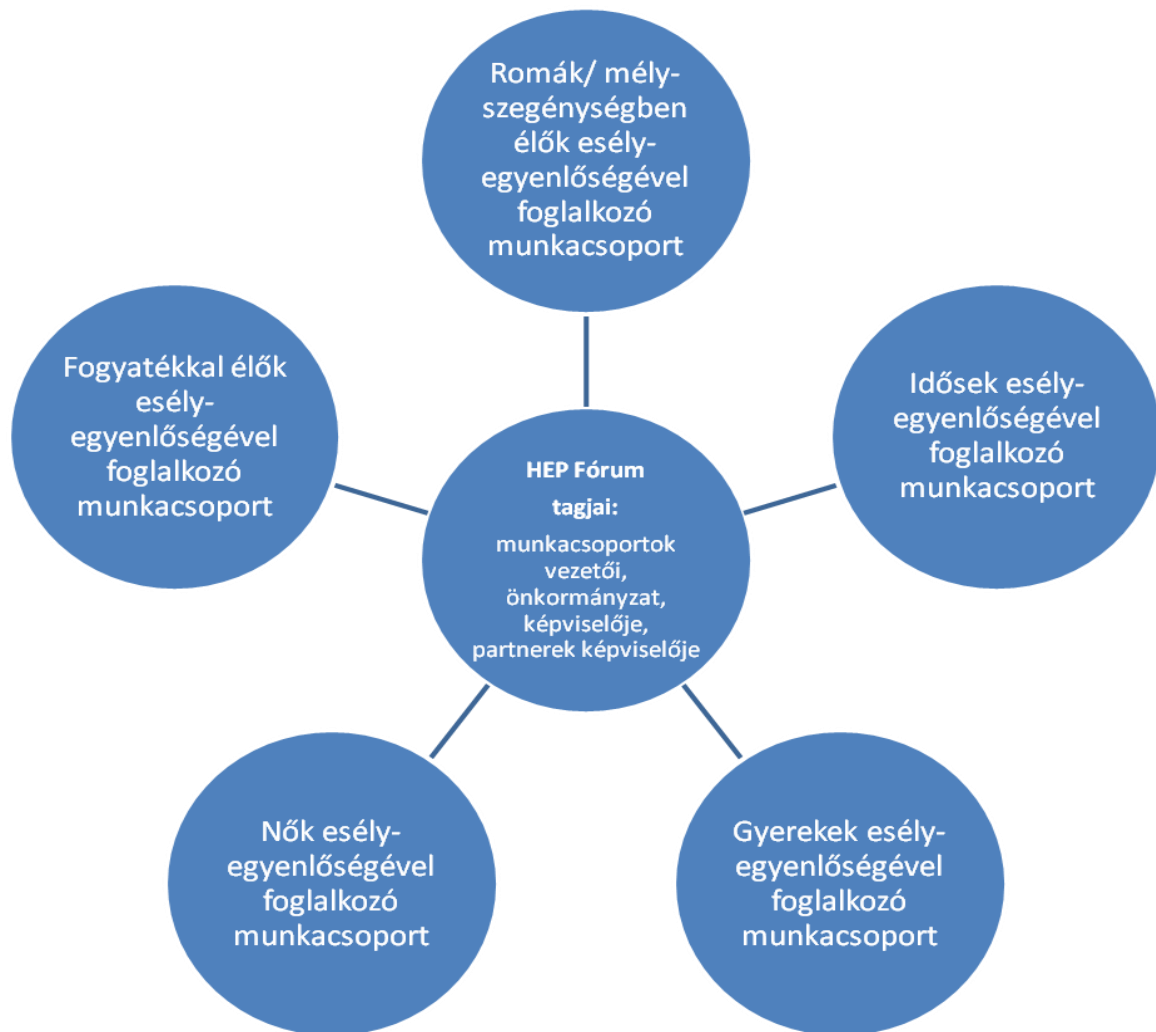 Romák/ mély-
szegénységben
élők esély-
egyenlőségével
foglalkozó
munkacsoport
Fogyatékkal élők
esély-
egyenlőségével
foglalkozó
munkacsoport
Idősek esély-
egyenlőségével
foglalkozó
munkacsoport
HEP Fórum
tagjai:
munkacsoportok
vezetői,
önkormányzat,
képviselője,
partnerek képviselője
Nők esély-
egyenlőségével
foglalkozó
munkacsoport
Gyerekek esély-
egyenlőségével
foglalkozó
munkacsoport